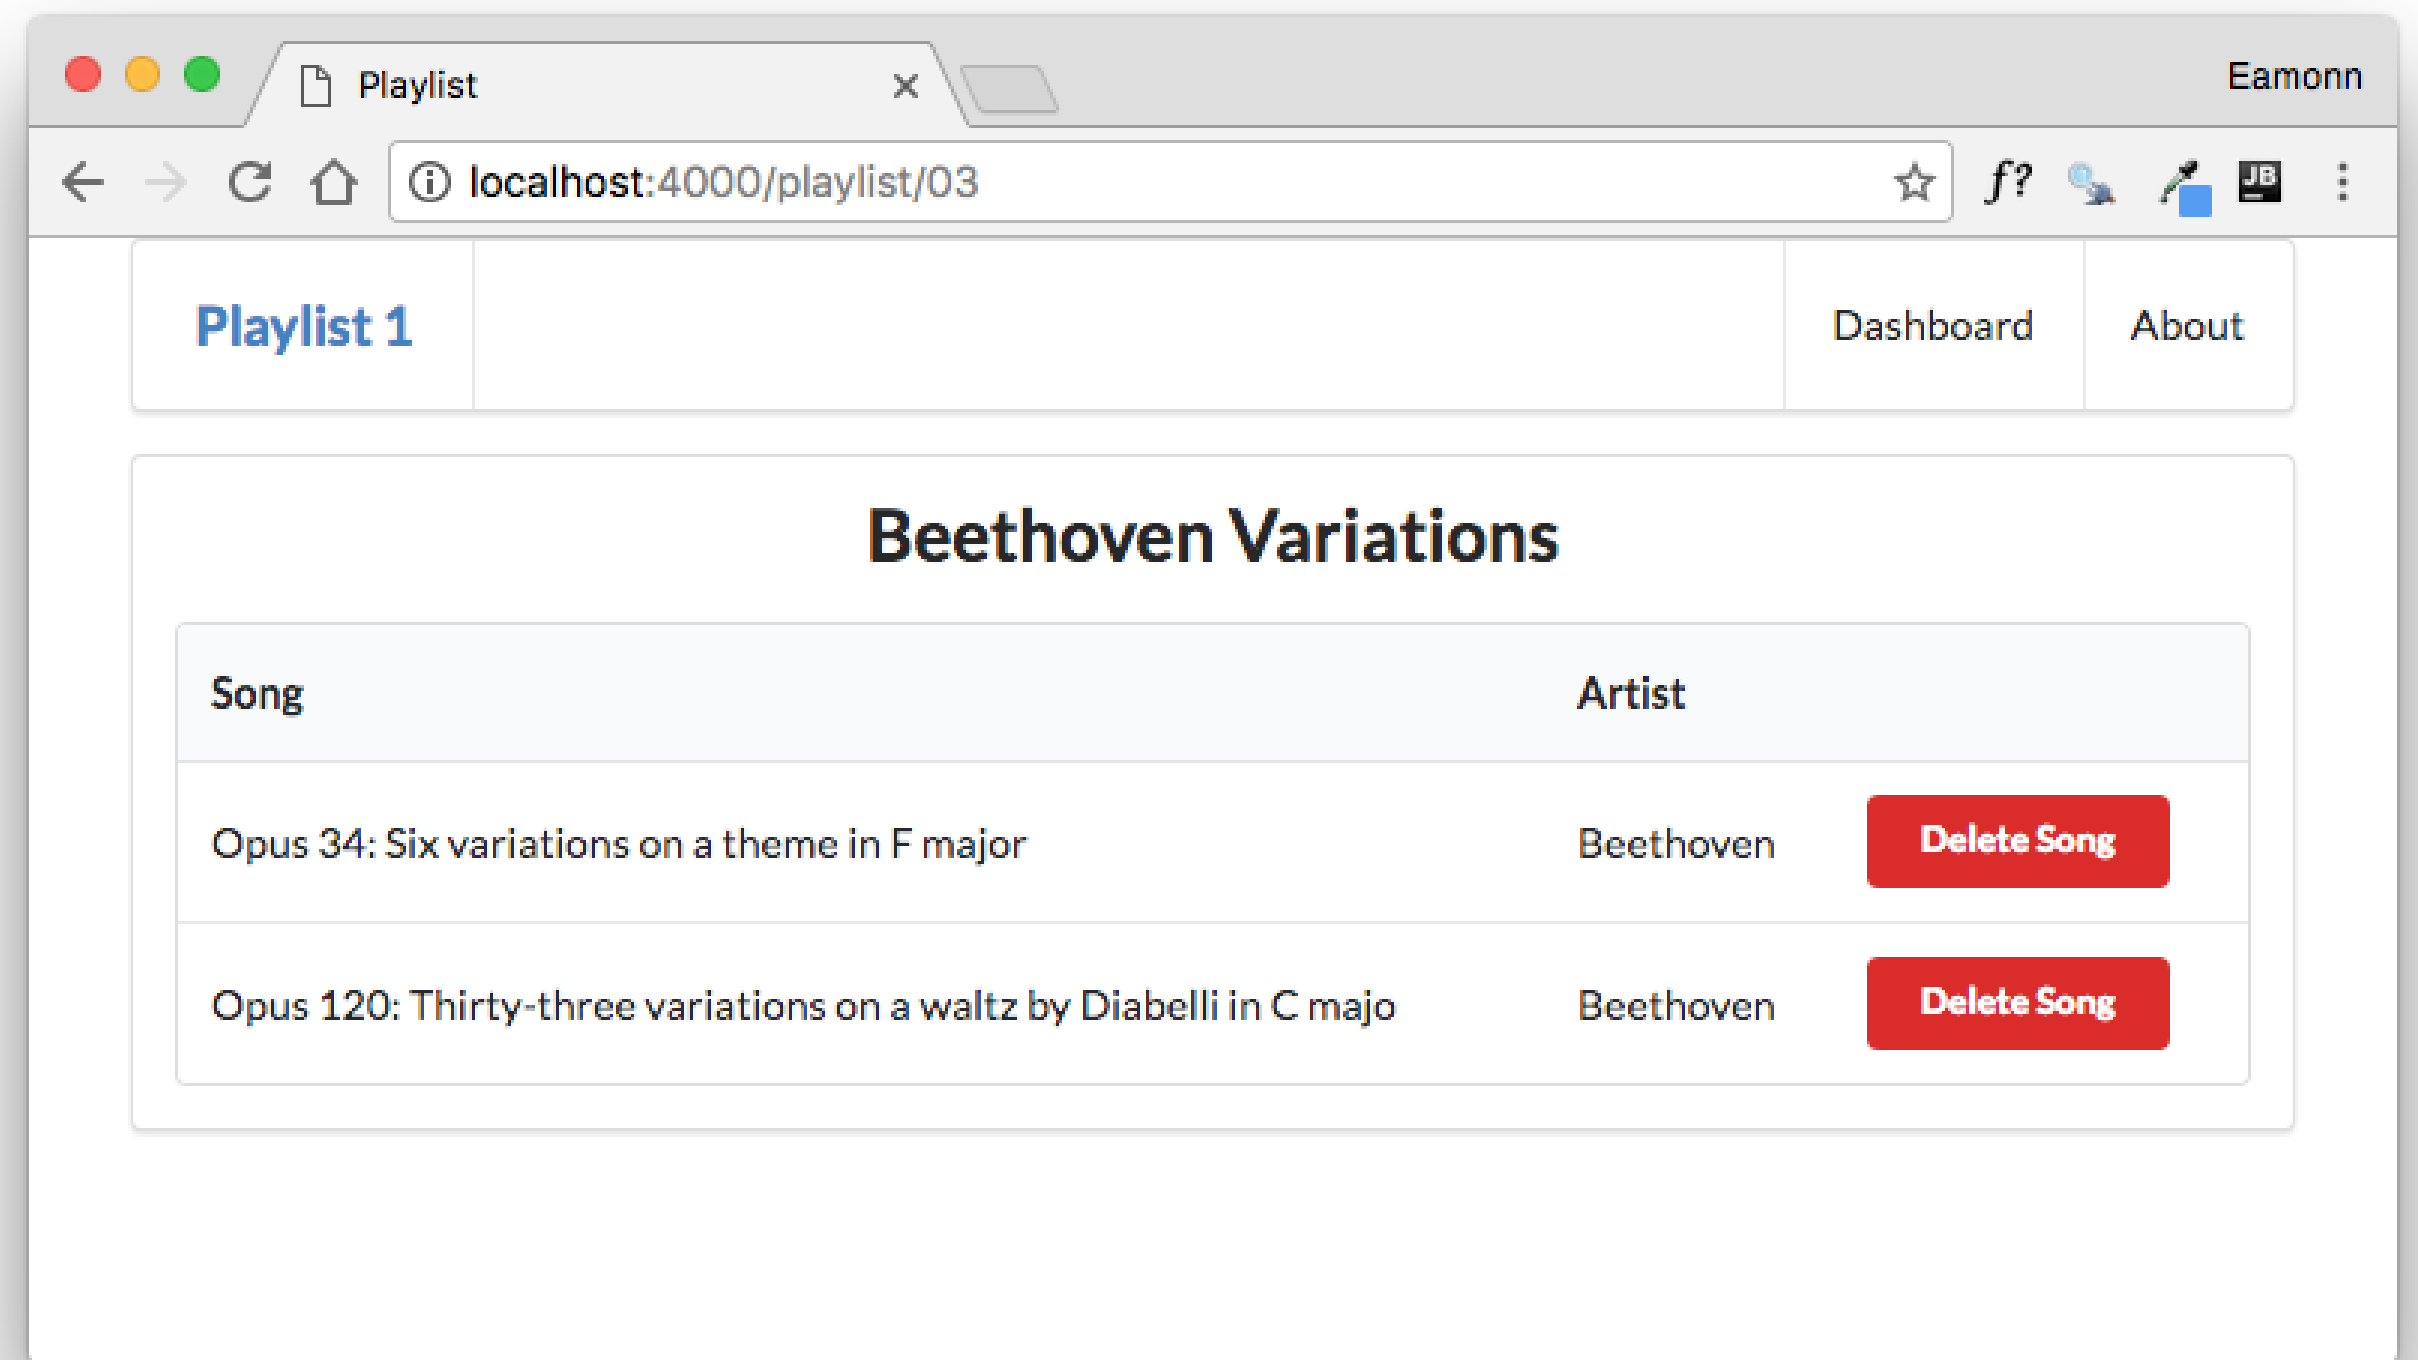 Playlist
Eamonn
localhost:4000/playlist/03
f?
JB
Playlist 1
Dashboard
About
Beethoven Variations
Song Artist
Opus 34: Six variations on a theme in F major Beethoven Delete Song
Opus 120: Thirty-three variations on a waltz by Diabelli in C majo Beethoven Delete Song